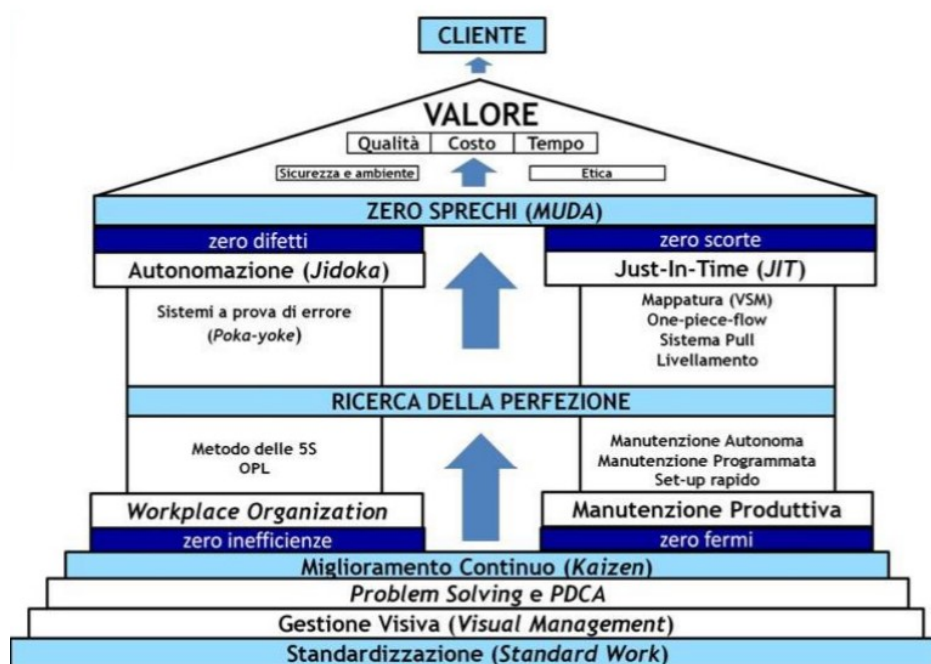 CLIENTE
VALORE
Qualità Costo Tempo
Sicurezza e ambiente Etica
ZERO SPRECHI (MUDA)
zero difetti
Autonomazione (Jidoka)
Sistemi a prova di errore
(Poka-yoke)
zero scorte
Just-In-Time (JIT)
Mappatura (VSM)
One-piece-flow
Sistema Pull
Livellamento
RICERCA DELLA PERFEZIONE
Metodo delle 5S
OPL
Workplace Organization
zero inefficienze
Manutenzione Autonoma
Manutenzione Programmata
Set-up rapido
Manutenzione Produttiva
zero fermi
Miglioramento Continuo (Kaizen)
Problem Solving e PDCA
Gestione Visiva (Visual Management)
Standardizzazione (Standard Work)